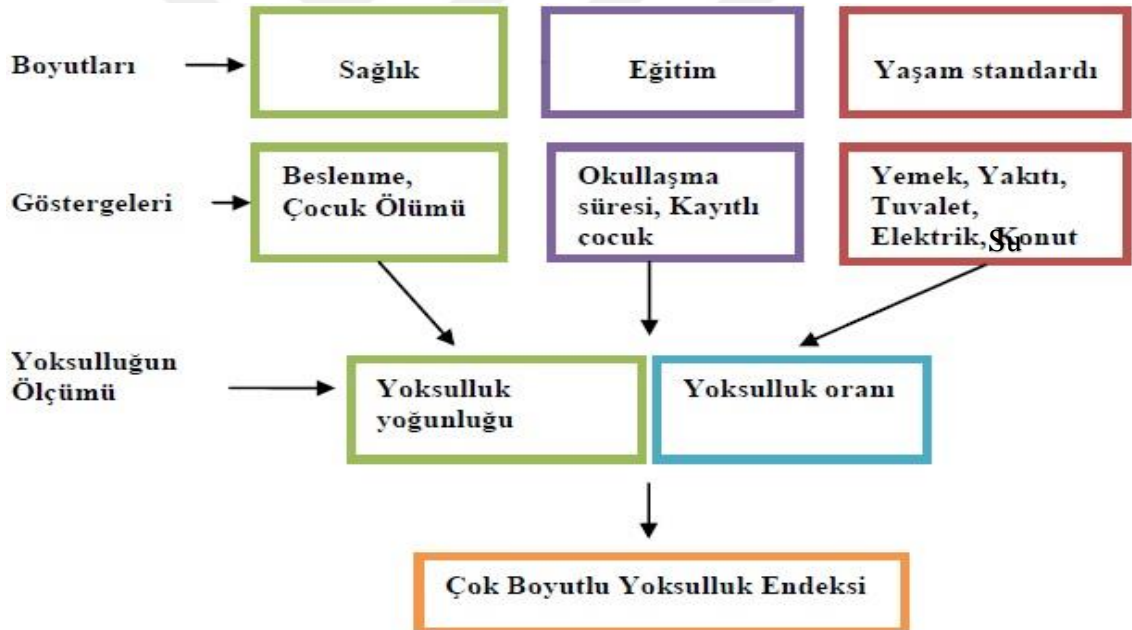 Boyutları
Sağlık
Eğitim
Yaşam standardı
Göstergeleri
Beslenme,
Çocuk Ölümü
Okullaşma
süresi, Kayıtlı
çocuk
Yemek, Yakıtı,
Tuvalet,
Elektrik, Konut
Su
Yoksulluğun
Ölçümü
Yoksulluk
yoğunluğu
Yoksulluk oranı
Çok Boyutlu Yoksulluk Endeksi